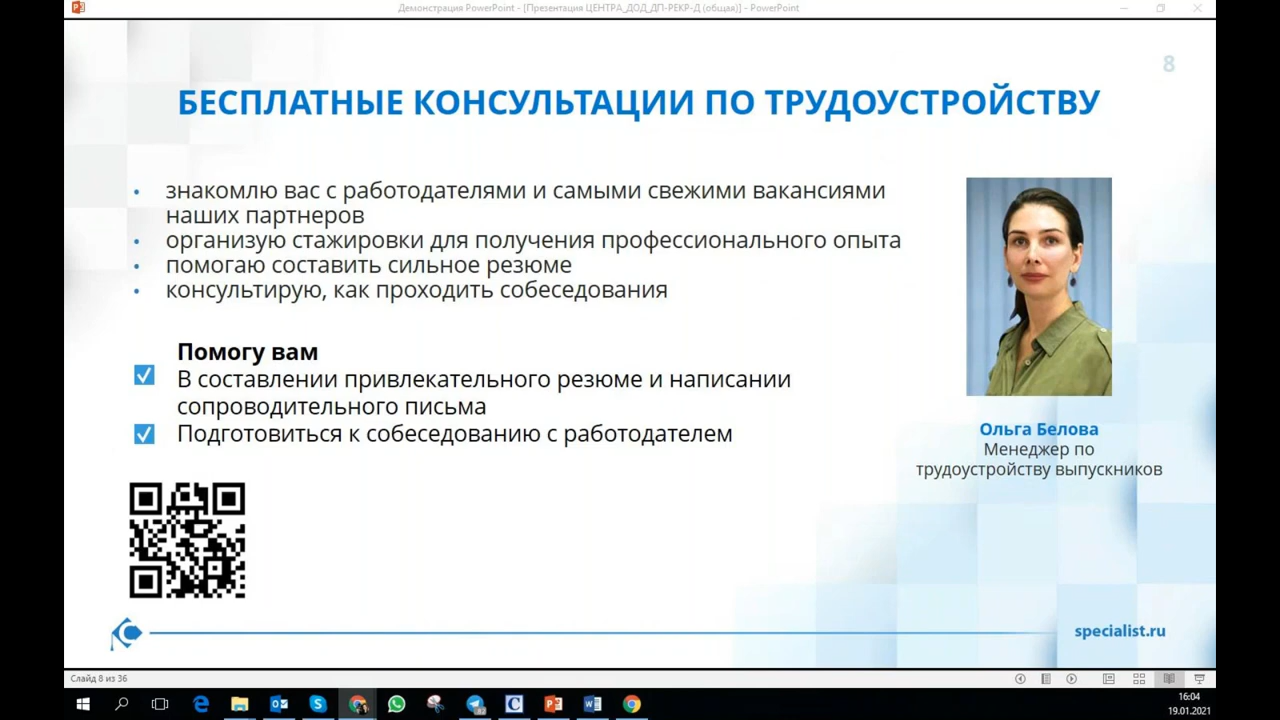 Демонстрация PowerPoint - [Презентация ЦЕНТРА_ДОД_ДП-РЕКР-Д (общая)] - PowerPoint
8
БЕСПЛАТНЫЕ КОНСУЛЬТАЦИИ ПО ТРУДОУСТРОЙСТВУ
• знакомлю вас с работодателями и самыми свежими вакансиями
наших партнеров
• организую стажировки для получения профессионального опыта
• помогаю составить сильное резюме
• консультирую, как проходить собеседования
Помогу вам
В составлении привлекательного резюме и написании
сопроводительного письма
Подготовиться к собеседованию с работодателем
Ольга Белова
Менеджер по
трудоустройству выпускников
specialist.ru
Слайд 8 из 36
16:04
19.01.2021